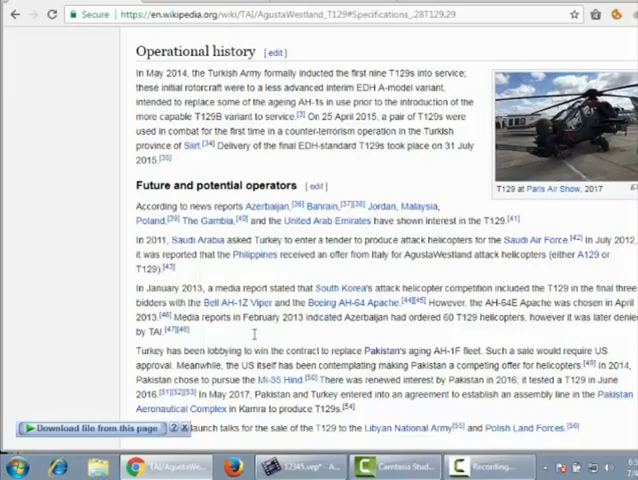 Secure
https://en.wikipedia.org/wiki/TAI/AgustaWestland_T129#Specifications_.28T129.29
Operational history [ edit ]
In May 2014, the Turkish Army formally inducted the first nine T129s into service;
these initial rotorcraft were to a less advanced interim EDH A-model variant,
intended to replace some of the ageing AH-1s in use prior to the introduction of the
more capable T129B variant to service.[3] On 25 April 2015, a pair of T129s were
used in combat for the first time in a counter-terrorism operation in the Turkish
province of Siirt.[34] Delivery of the final EDH-standard T129s took place on 31 July
2015.[35]
T129 at Paris Air Show, 2017
Future and potential operators [ edit ]
According to news reports Azerbaijan,[36] Bahrain,[37][38] Jordan, Malaysia,
Poland,[39] The Gambia,[40] and the United Arab Emirates have shown interest in the T129.[41]
In 2011, Saudi Arabia asked Turkey to enter a tender to produce attack helicopters for the Saudi Air Force.[42] In July 2012,
it was reported that the Philippines received an offer from Italy for AgustaWestland attack helicopters (either A129 or
T129).[43]
In January 2013, a media report stated that South Korea's attack helicopter competition included the T129 in the final three
bidders with the Bell AH-1Z Viper and the Boeing AH-64 Apache.[44][45] However, the AH-64E Apache was chosen in April
2013.[46] Media reports in February 2013 indicated Azerbaijan had ordered 60 T129 helicopters, however it was later denie
by TAI.[47][48]
Turkey has been lobbying to win the contract to replace Pakistan's aging AH-1F fleet. Such a sale would require US
approval. Meanwhile, the US itself has been contemplating making Pakistan a competing offer for helicopters.[49] In 2014,
Pakistan chose to pursue the Mi-35 Hind.[50] There was renewed interest by Pakistan in 2016; it tested a T129 in June
2016.[51][52][53] In May 2017, Pakistan and Turkey entered into an agreement to establish an assembly line in the Pakistan
Aeronautical Complex in Kamra to produce T129s.[54]
launch talks for the sale of the T129 to the Libyan National Army[55] and Polish Land Forces.[56]
Download file from this page ? X
TAI/AgustaWe...
12345.vep* - A...
Camtasia Stud...
Recording...